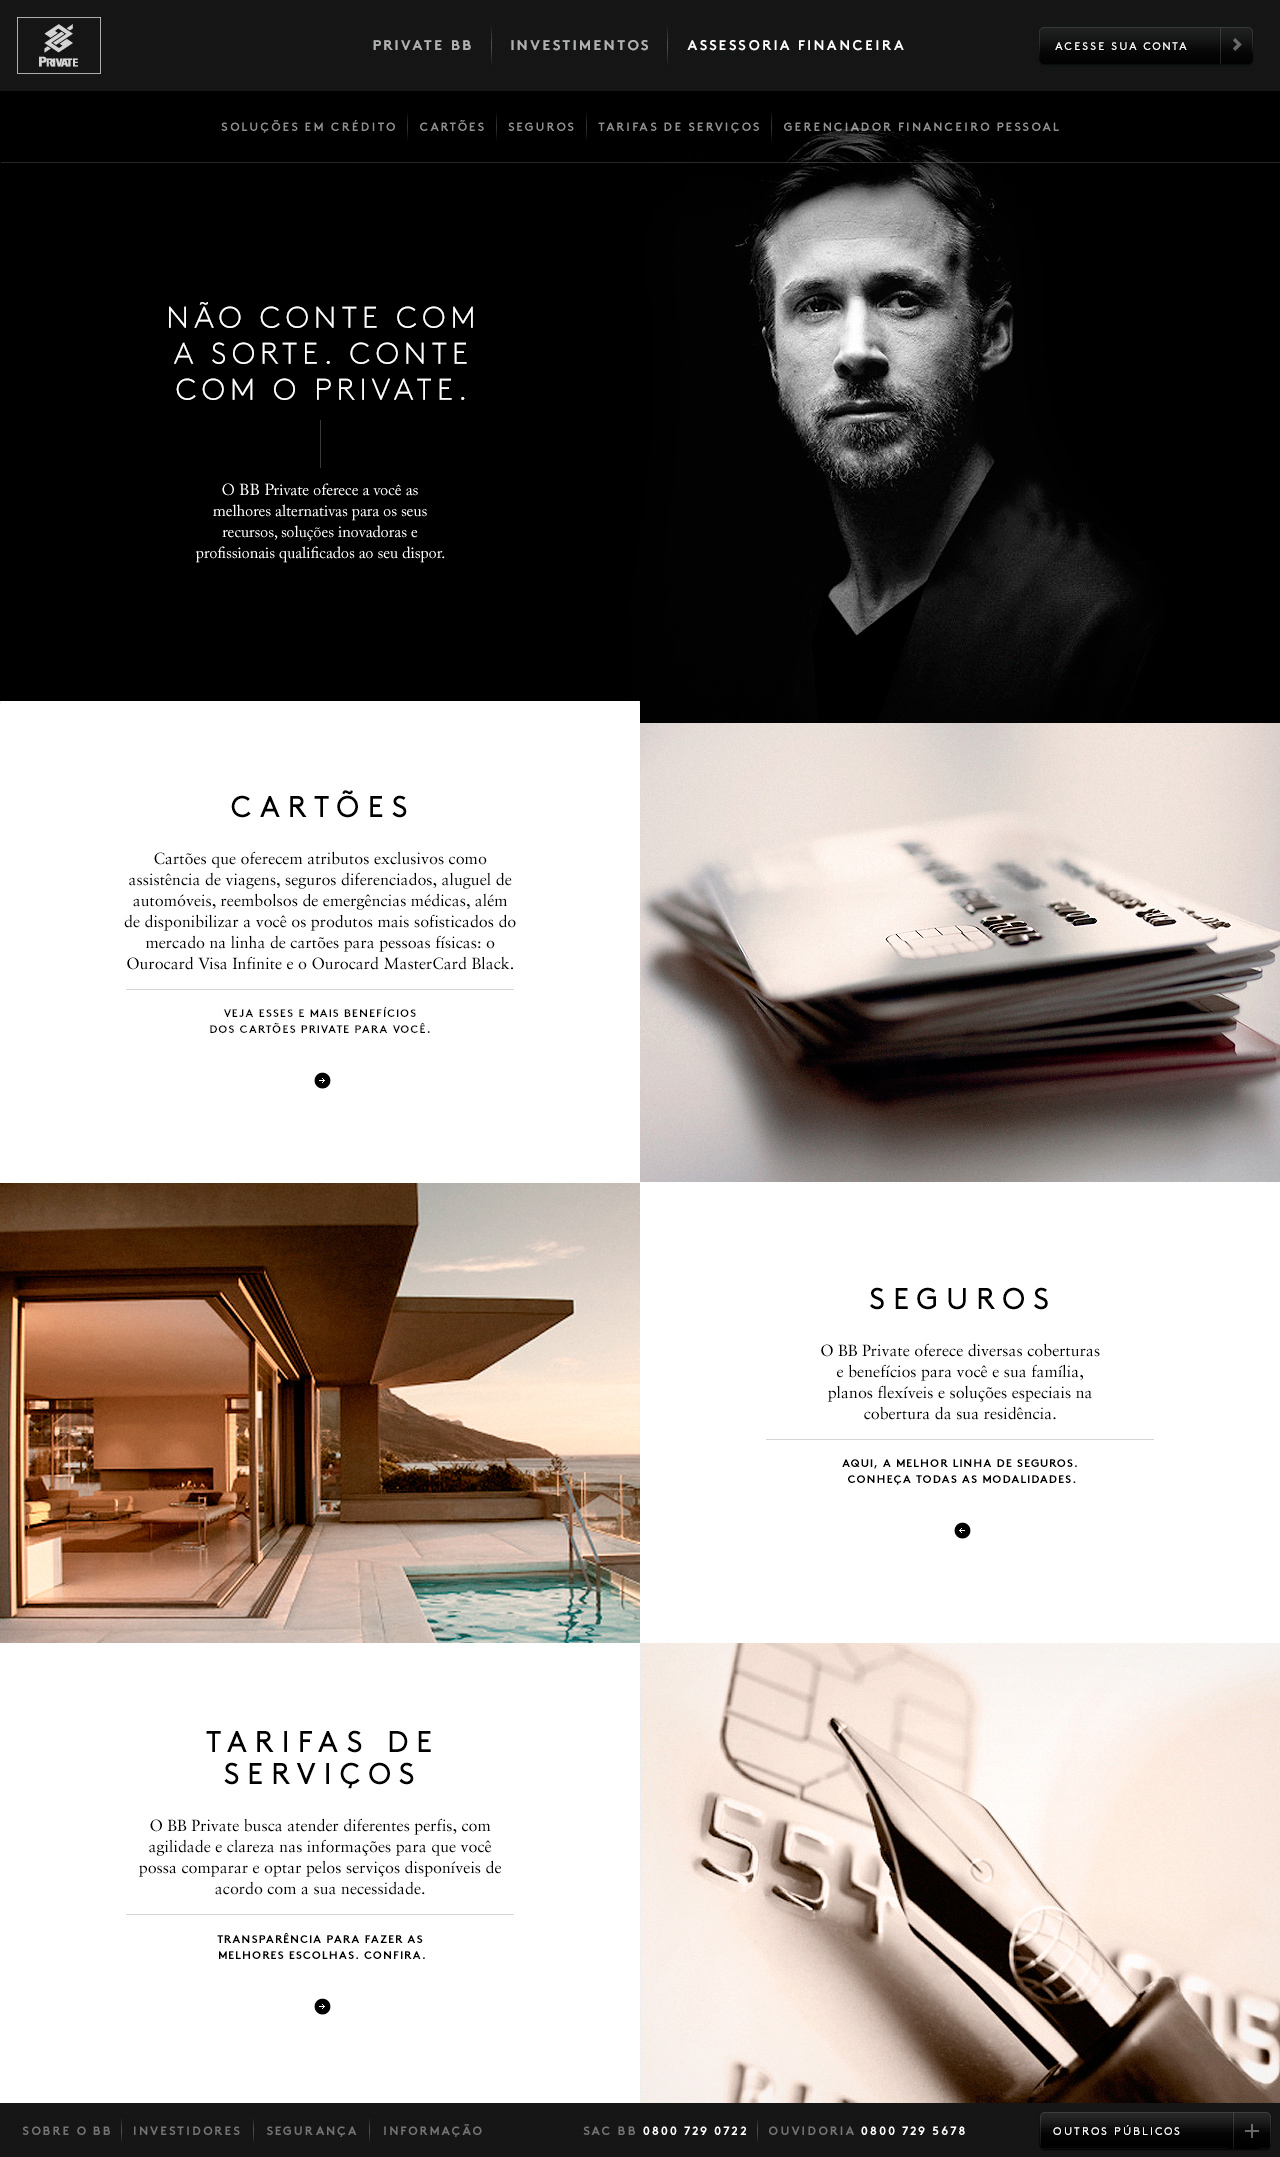 PRIVATE
PRIVATE BB
INVESTIMENTOS
ASSESSORIA FINANCEIRA
ACESSE SUA CONTA
SOLUÇÕES EM CRÉDITO
CARTÕES
SEGUROS
TARIFAS DE SERVIÇOS
GERENCIADOR FINANCEIRO PESSOAL
NÃO CONTE COM
A SORTE. CONTE
COM O PRIVATE.
O BB Private oferece a você as
melhores alternativas para os seus
recursos, soluções inovadoras e
profissionais qualificados ao seu dispor.
CARTÕES
Cartões que oferecem atributos exclusivos como
assistência de viagens, seguros diferenciados, aluguel de
automóveis, reembolsos de emergências médicas, além
de disponibilizar a você os produtos mais sofisticados do
mercado na linha de cartões para pessoas físicas: o
Ourocard Visa Infinite e o Ourocard MasterCard Black.
VEJA ESSES E MAIS BENEFÍCIOS
DOS CARTÕES PRIVATE PARA VOCÊ.
SEGUROS
O BB Private oferece diversas coberturas
e benefícios para você e sua família,
planos flexíveis e soluções especiais na
cobertura da sua residência.
AQUI, A MELHOR LINHA DE SEGUROS.
CONHEÇA TODAS AS MODALIDADES.
TARIFAS DE
SERVIÇOS
O BB Private busca atender diferentes perfis, com
agilidade e clareza nas informações para que você
possa comparar e optar pelos serviços disponíveis de
acordo com a sua necessidade.
TRANSPARÊNCIA PARA FAZER AS
MELHORES ESCOLHAS. CONFIRA.
554
SOBRE O BB
INVESTIDORES
SEGURANÇA
INFORMAÇÃO
SAC BB 0800 729 0722
OUVIDORIA 0800 729 5678
OUTROS PÚBLICOS